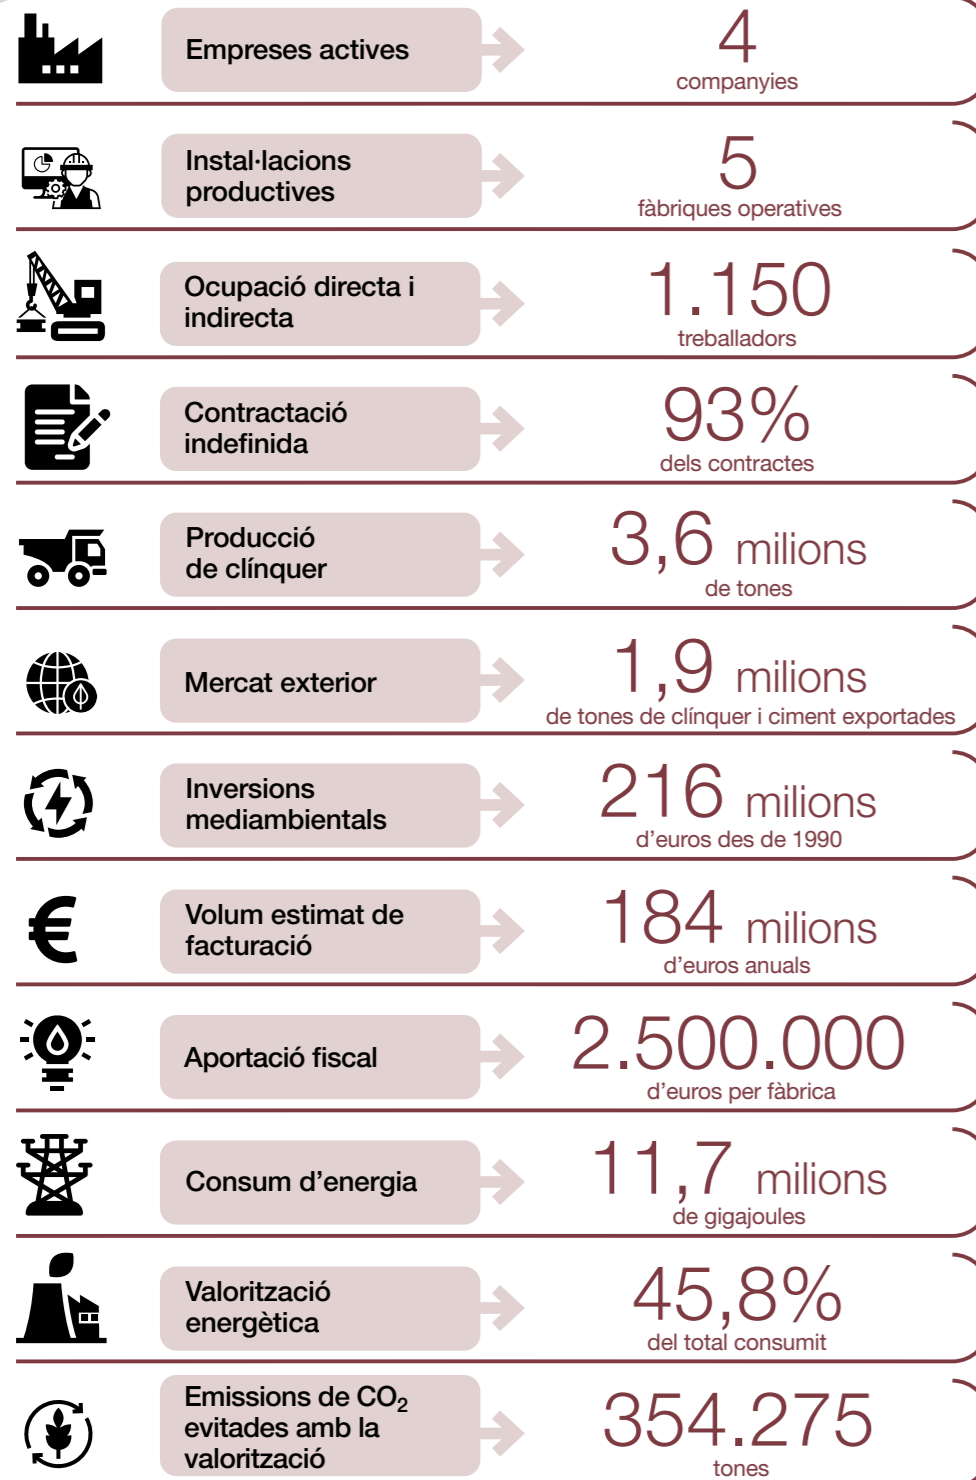 Empreses actives
4
companyies
Instal·lacions
productives
5
fàbriques operatives
Ocupació directa i
indirecta
1.150
treballadors
Contractació
indefinida
93%
dels contractes
Producció
de clínquer
3,6 milions
de tones
Mercat exterior
1,9 milions
de tones de clínquer i ciment exportades
Inversions
mediambientals
216 milions
d'euros des de 1990
Volum estimat de
facturació
184 milions
d'euros anuals
Aportació fiscal
2.500.000
d'euros per fàbrica
Consum d'energia
11,7 milions
de gigajoules
Valorització
energètica
45,8%
del total consumit
Emissions de CO₂
evitades amb la
valorització
354.275
tones